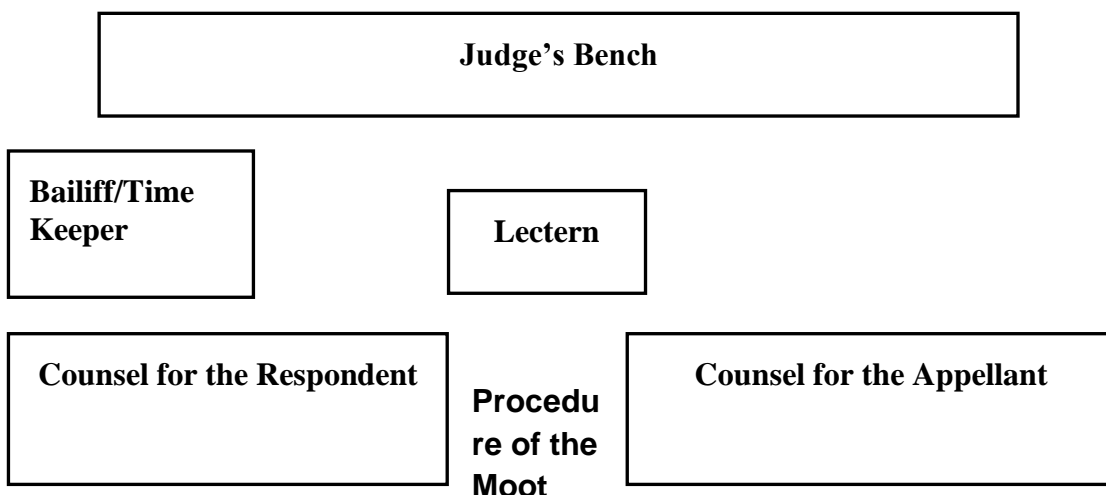 Judge’s Bench
Bailiff/Time
Keeper
Lectern
Counsel for the Respondent
Counsel for the Appellant
Procedu
re of the
Moot